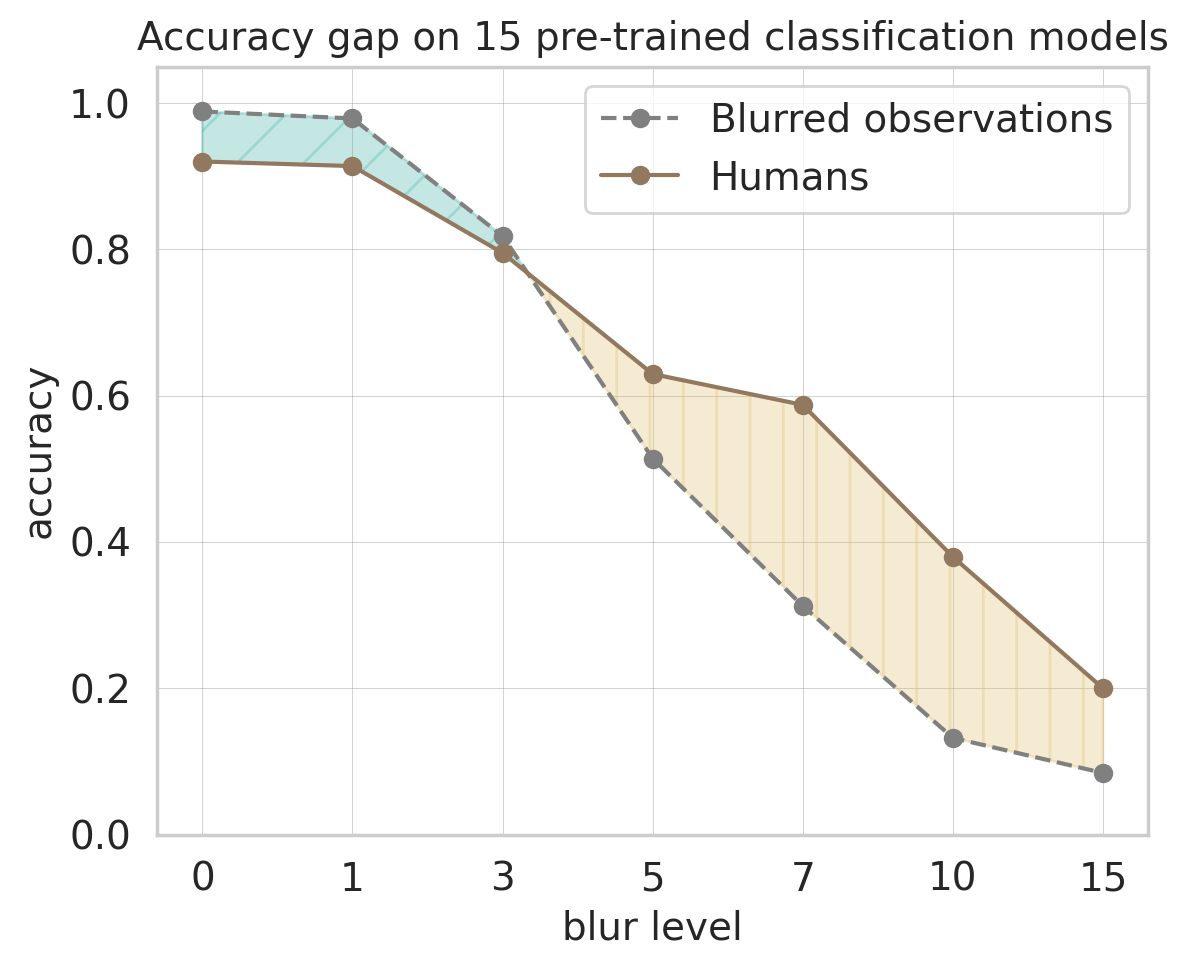 Accuracy gap on 15 pre-trained classification models
Blurred observations
Humans
accuracy
1.0
0.8
0.6
0.4
0.2
0.0
0 1 3 5 7 10 15
blur level